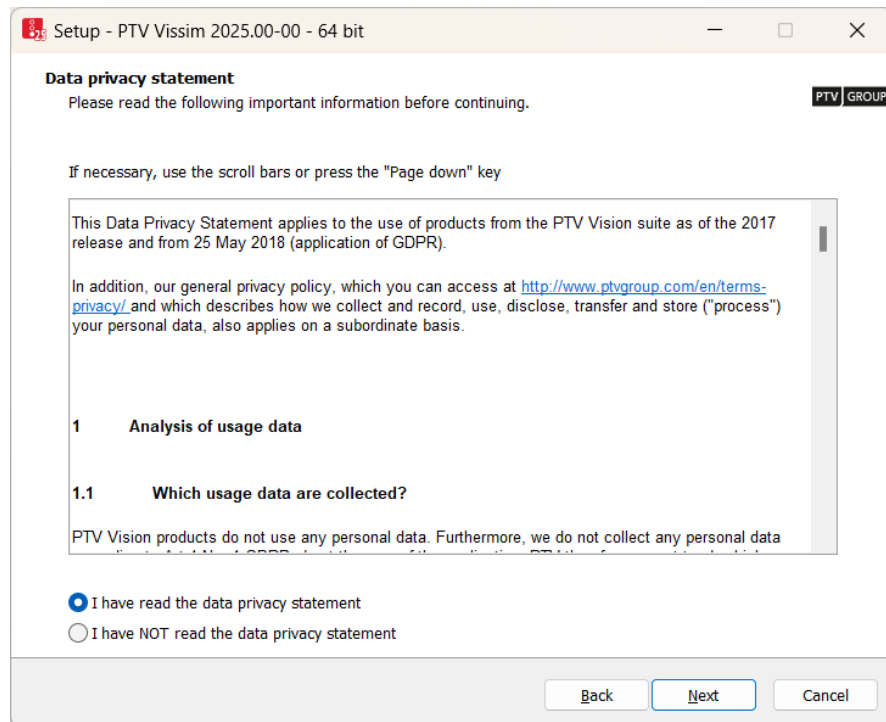 Setup - PTV Vissim 2025.00-00 - 64 bit
Data privacy statement
Please read the following important information before continuing.
PTV GROUP
If necessary, use the scroll bars or press the "Page down" key
This Data Privacy Statement applies to the use of products from the PTV Vision suite as of the 2017
release and from 25 May 2018 (application of GDPR).
In addition, our general privacy policy, which you can access at http://www.ptvgroup.com/en/terms-
privacy/ and which describes how we collect and record, use, disclose, transfer and store ("process")
your personal data, also applies on a subordinate basis.
1 Analysis of usage data
1.1 Which usage data are collected?
PTV Vision products do not use any personal data. Furthermore, we do not collect any personal data
I have read the data privacy statement
I have NOT read the data privacy statement
Back Next Cancel